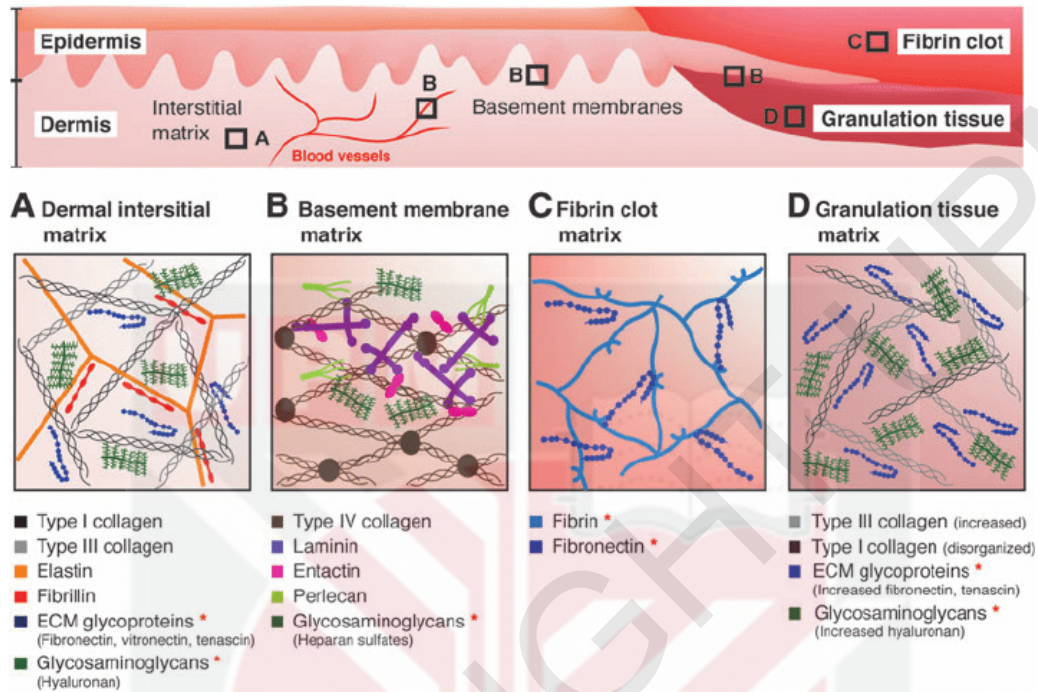 Epidermis
C
Fibrin clot
B
B
B
Interstitial
matrix
A
Basement membranes
Dermis
D
Granulation tissue
Blood vessels
A Dermal intersitial
matrix
B Basement membrane
matrix
C Fibrin clot
matrix
D Granulation tissue
matrix
Type I collagen
Type III collagen
Elastin
Fibrillin
ECM glycoproteins *
(Fibronectin, vitronectin, tenascin)
Glycosaminoglycans *
(Hyaluronan)
Type IV collagen
Laminin
Entactin
Perlecan
Glycosaminoglycans *
(Heparan sulfates)
Fibrin *
Fibronectin *
Type III collagen (increased)
Type I collagen (disorganized)
ECM glycoproteins *
(Increased fibronectin, tenascin)
Glycosaminoglycans *
(Increased hyaluronan)